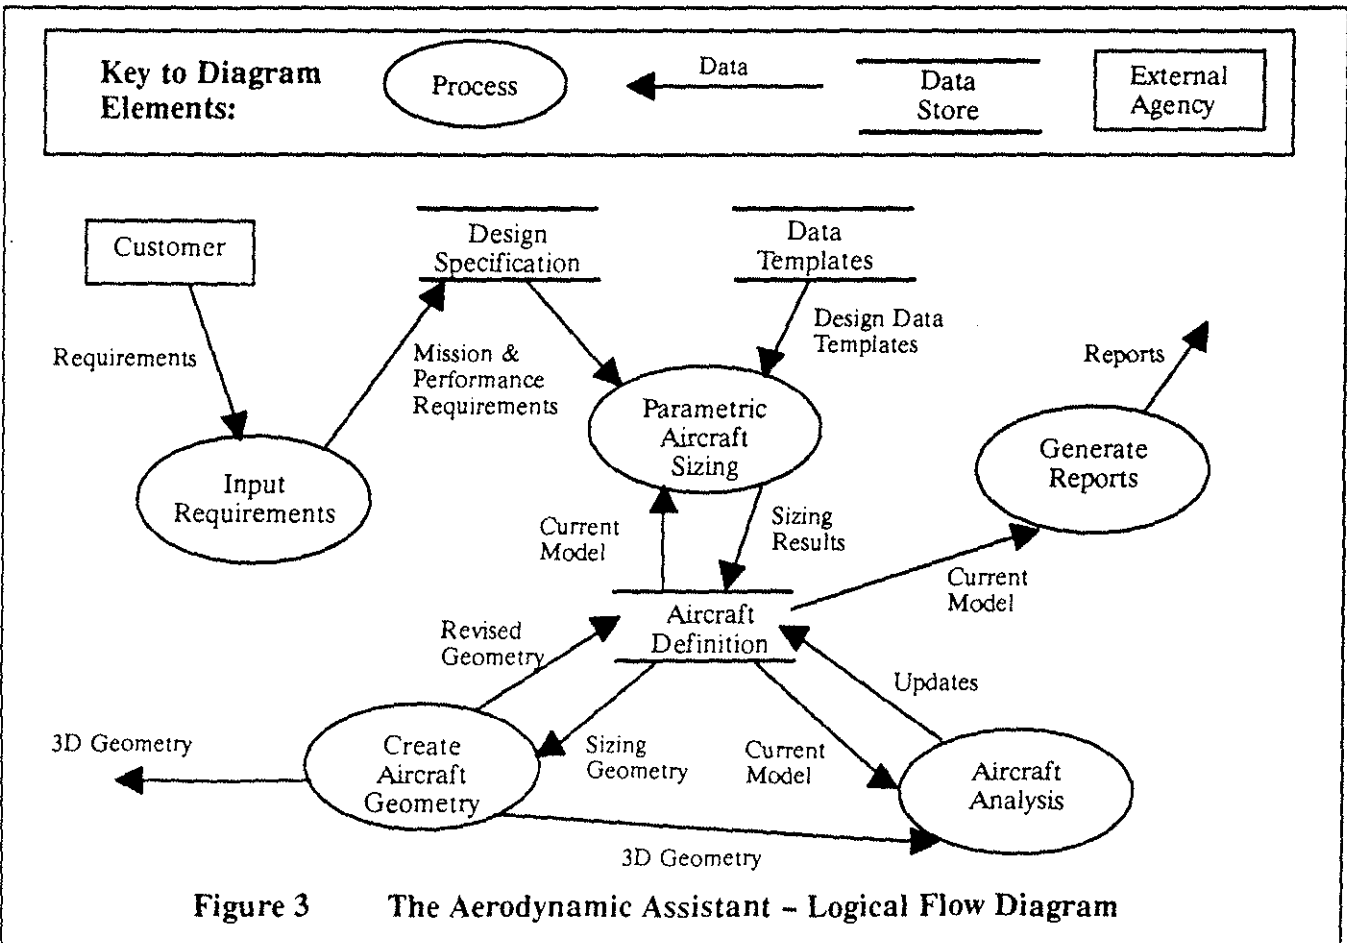 Key to Diagram
Elements:
Process
Data
Data
Store
External
Agency
Customer
Design
Specification
Data
Templates
Requirements
Mission &
Performance
Requirements
Design Data
Templates
Reports
Parametric
Aircraft
Sizing
Generate
Reports
Input
Requirements
Current
Model
Sizing
Results
Current
Model
Revised
Geometry
Aircraft
Definition
Updates
3D Geometry
Create
Aircraft
Geometry
Sizing
Geometry
Current
Model
Aircraft
Analysis
3D Geometry
Figure 3 The Aerodynamic Assistant – Logical Flow Diagram